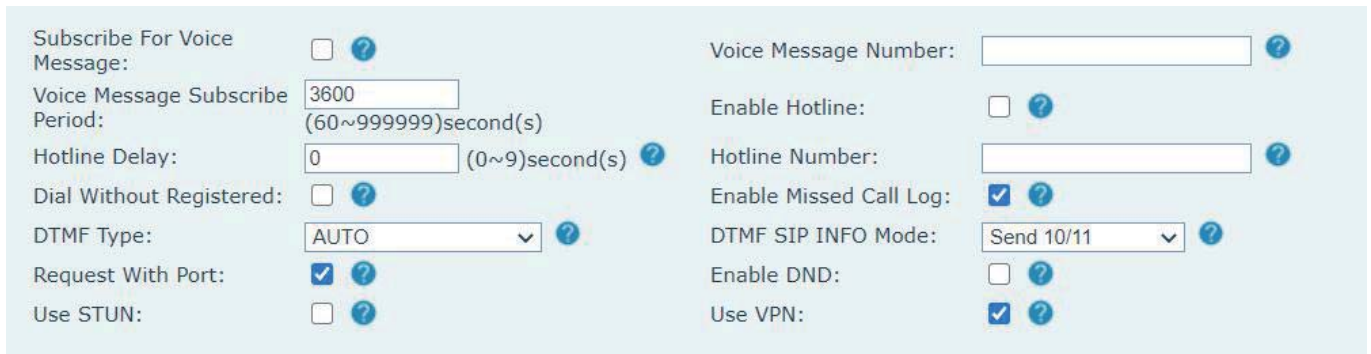 Subscribe For Voice
Message:
?
Voice Message Number:
?
Voice Message Subscribe
Period:
3600
(60~999999)second(s)
Enable Hotline:
?
Hotline Delay:
0
(0~9)second(s)
?
Hotline Number:
?
Dial Without Registered:
?
Enable Missed Call Log:
?
DTMF Type:
AUTO
?
DTMF SIP INFO Mode:
Send 10/11
?
Request With Port:
?
Enable DND:
?
Use STUN:
?
Use VPN:
?